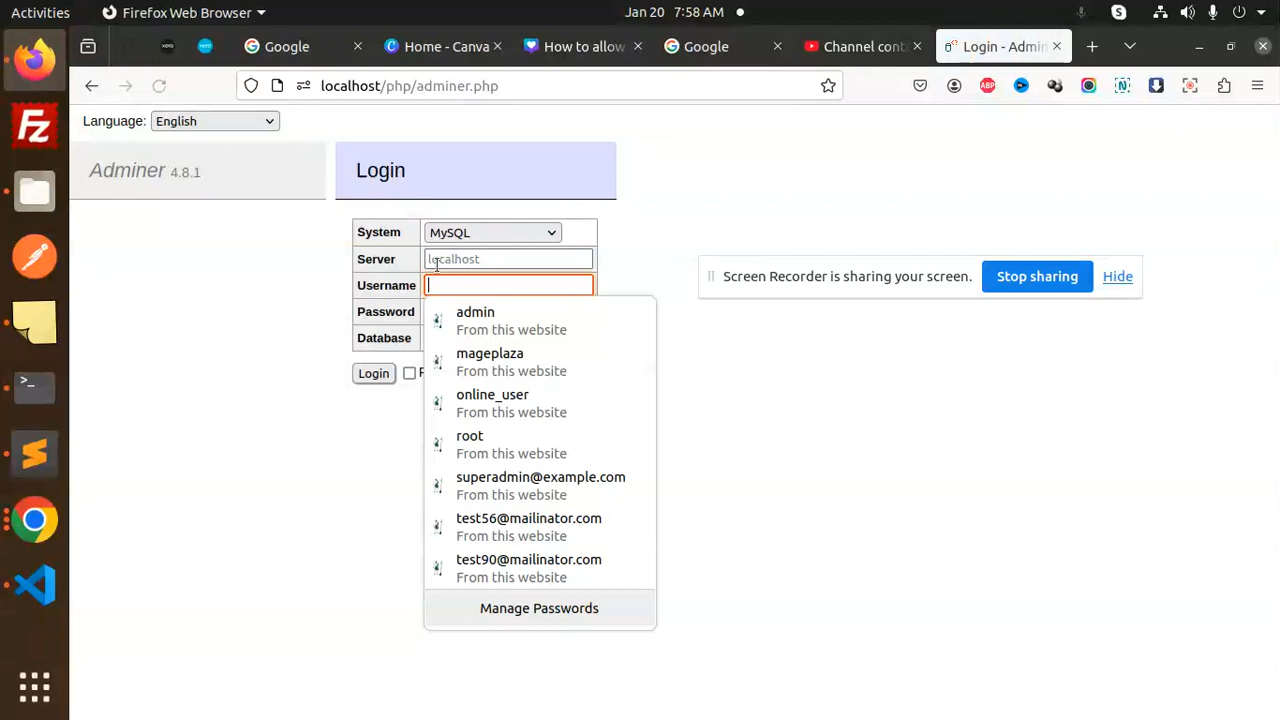 Activities
Firefox Web Browser
Jan 20 7:58 AM
Google
Home - Canva
How to allow
Google
Channel cont
Login - Admin
localhost/php/adminer.php
Language: English
Adminer 4.8.1
Login
System MySQL
Server localhost
Username
Password
Database
Login
admin
From this website
mageplaza
From this website
online_user
From this website
root
From this website
superadmin@example.com
From this website
test56@mailinator.com
From this website
test90@mailinator.com
From this website
Manage Passwords
Screen Recorder is sharing your screen. Stop sharing Hide